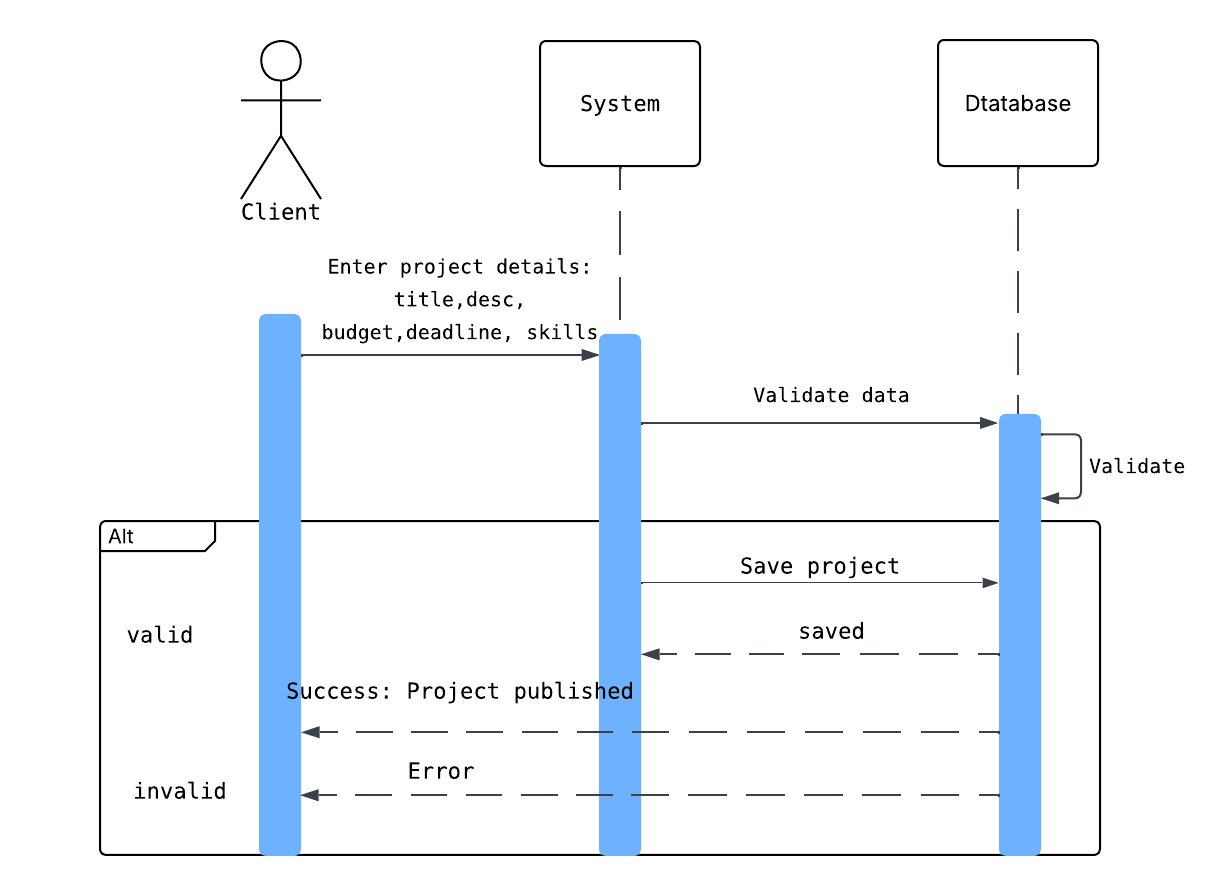 System
Dtatabase
Client
Enter project details:
title,desc,
budget,deadline, skills
Validate data
Validate
Alt
Save project
valid
saved
Success: Project published
Error
invalid